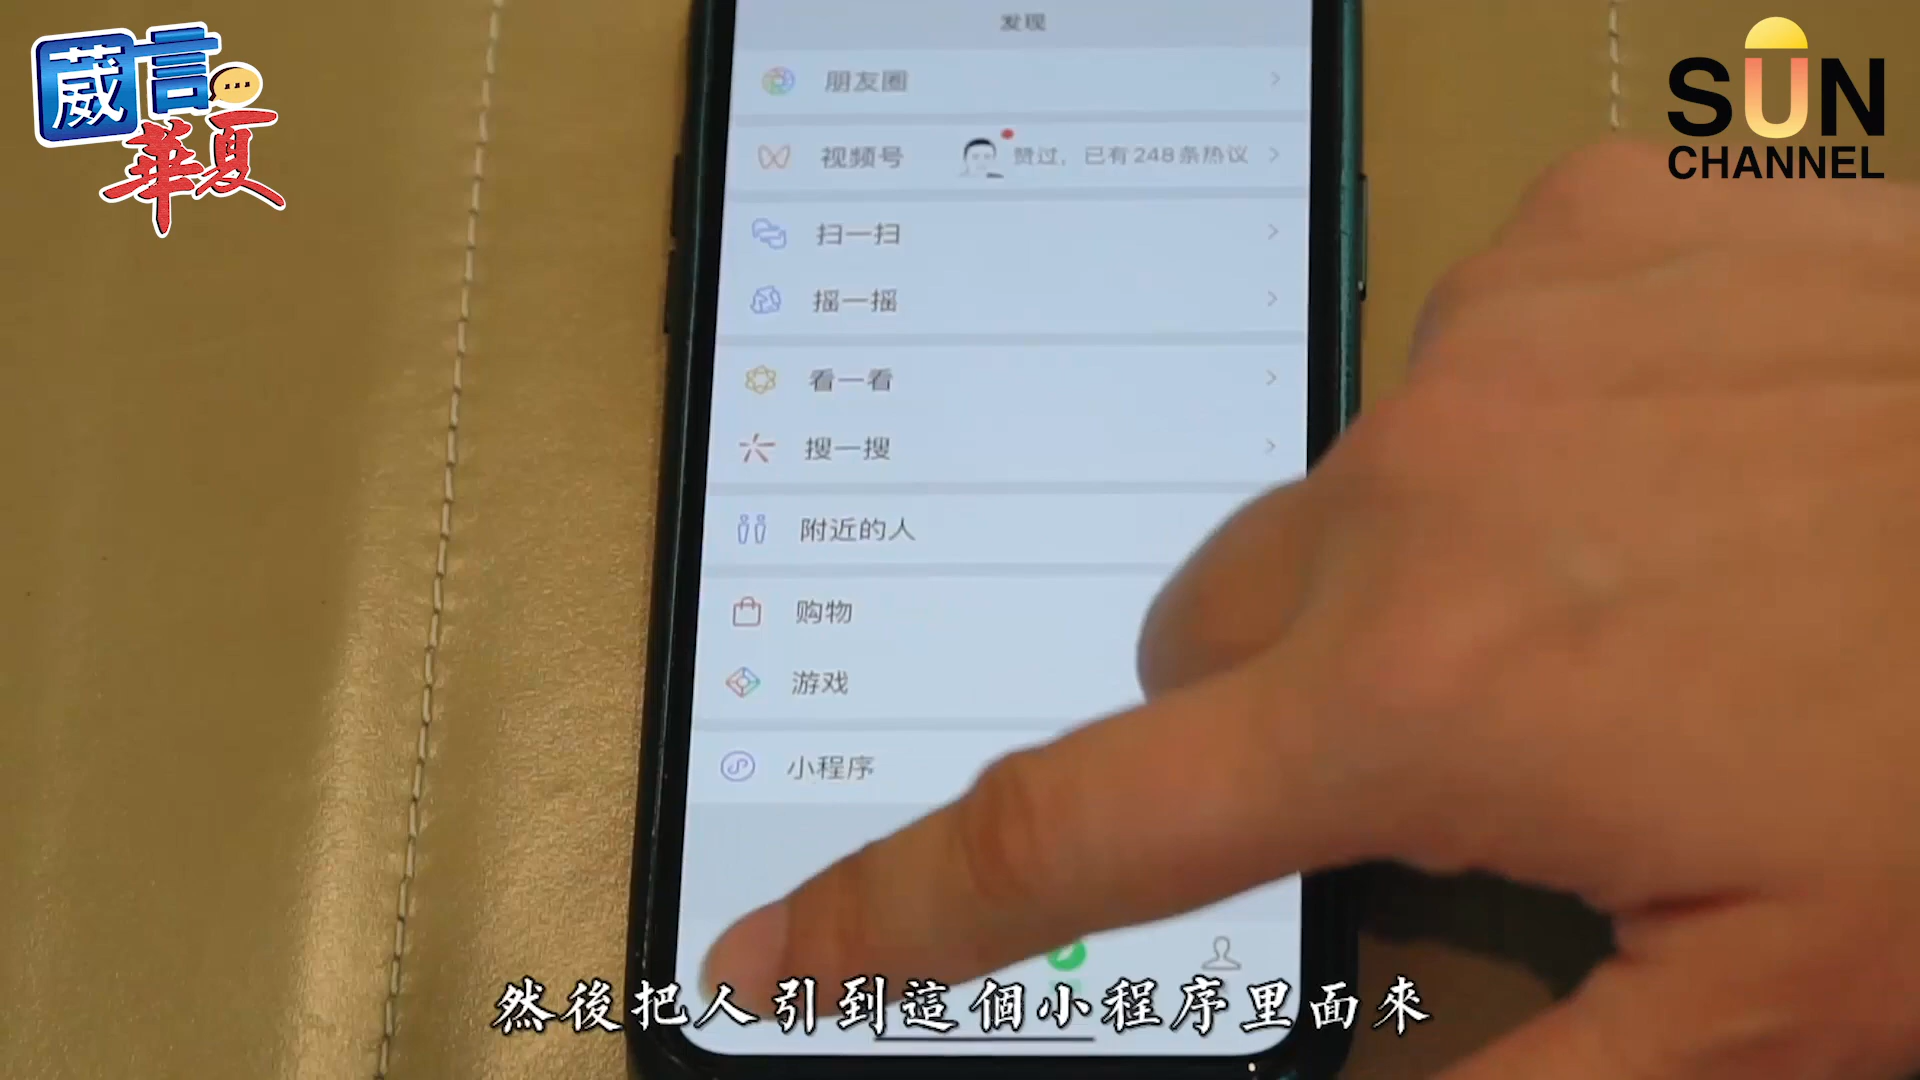 葳言
華夏
SUN
CHANNEL
发现
朋友圈
视频号
赞过，已有248条热议
扫一扫
摇一摇
看一看
搜一搜
附近的人
购物
游戏
小程序
然後把人引到這個小程序里面來